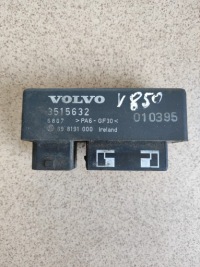 VOLVO
V850
3515632
010395
>PA6-GF30<
Ireland